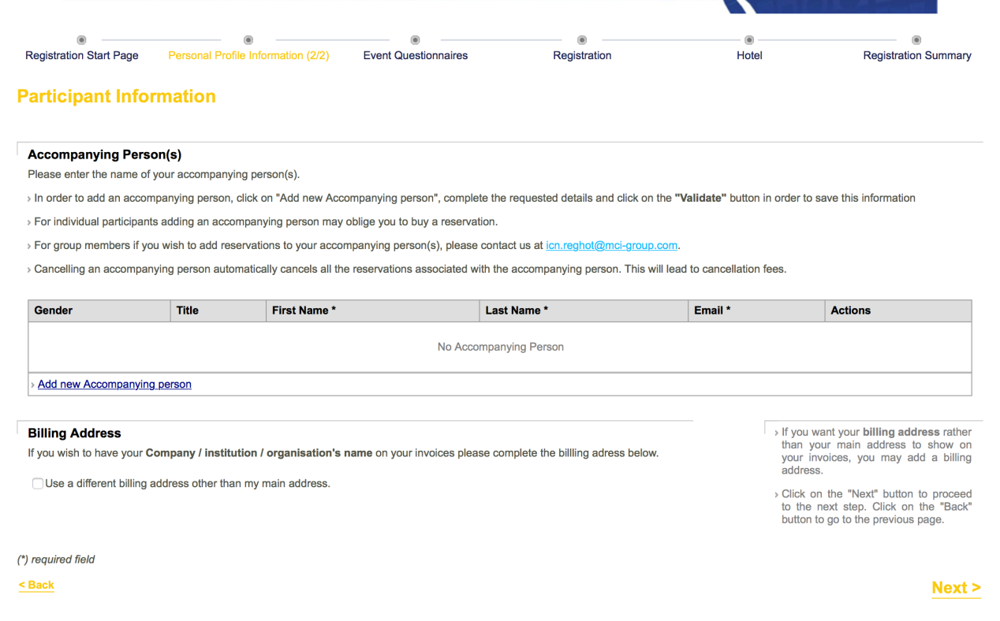 Registration Start Page Personal Profile Information (2/2) Event Questionnaires Registration Hotel Registration Summary
Participant Information
Accompanying Person(s)
Please enter the name of your accompanying person(s).
› In order to add an accompanying person, click on "Add new Accompanying person", complete the requested details and click on the "Validate" button in order to save this information
› For individual participants adding an accompanying person may oblige you to buy a reservation.
› For group members if you wish to add reservations to your accompanying person(s), please contact us at icn.reghot@mci-group.com.
› Cancelling an accompanying person automatically cancels all the reservations associated with the accompanying person. This will lead to cancellation fees.
Gender Title First Name * Last Name * Email * Actions
No Accompanying Person
› Add new Accompanying person
Billing Address
If you wish to have your Company / institution / organisation's name on your invoices please complete the billling adress below.
Use a different billing address other than my main address.
› If you want your billing address rather
than your main address to show on
your invoices, you may add a billing
address.
› Click on the "Next" button to proceed
to the next step. Click on the "Back"
button to go to the previous page.
(*) required field
< Back
Next >